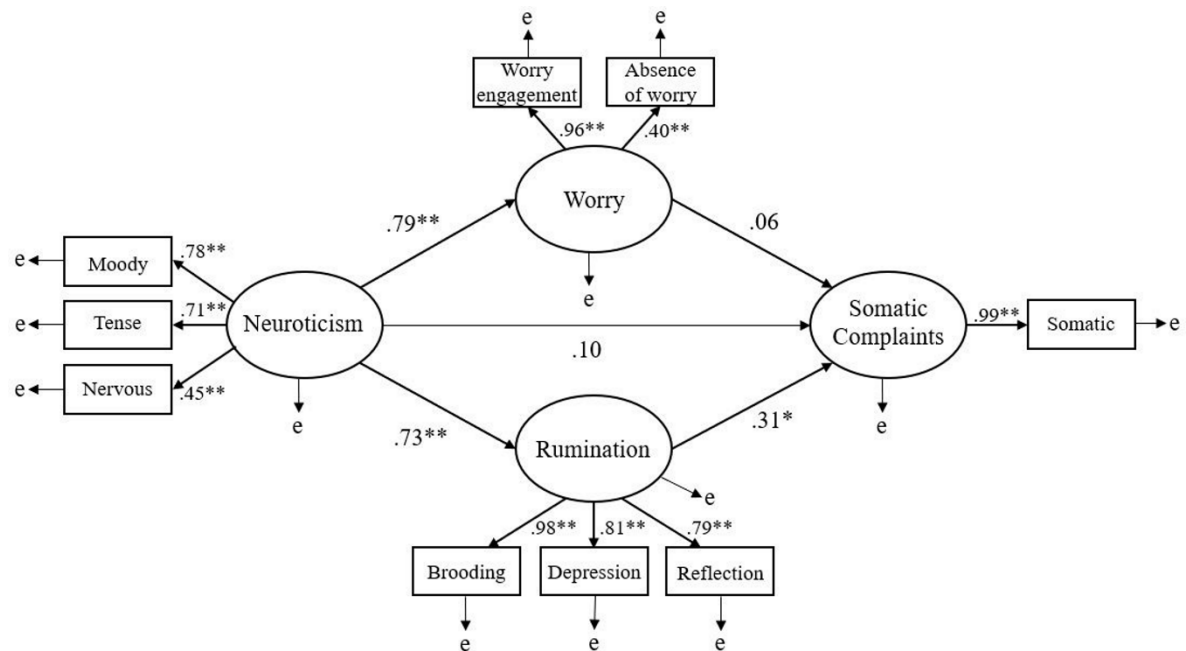 e
e
Worry
engagement
Absence
of worry
.96**
.40**
Worry
.79**
.06
e
e
Moody
.78**
e
Tense
.71**
Neuroticism
Somatic
Complaints
.99**
Somatic
e
.10
e
Nervous
.45**
e
e
.73**
.31*
Rumination
e
.98**
.81**
.79**
Brooding
Depression
Reflection
e
e
e